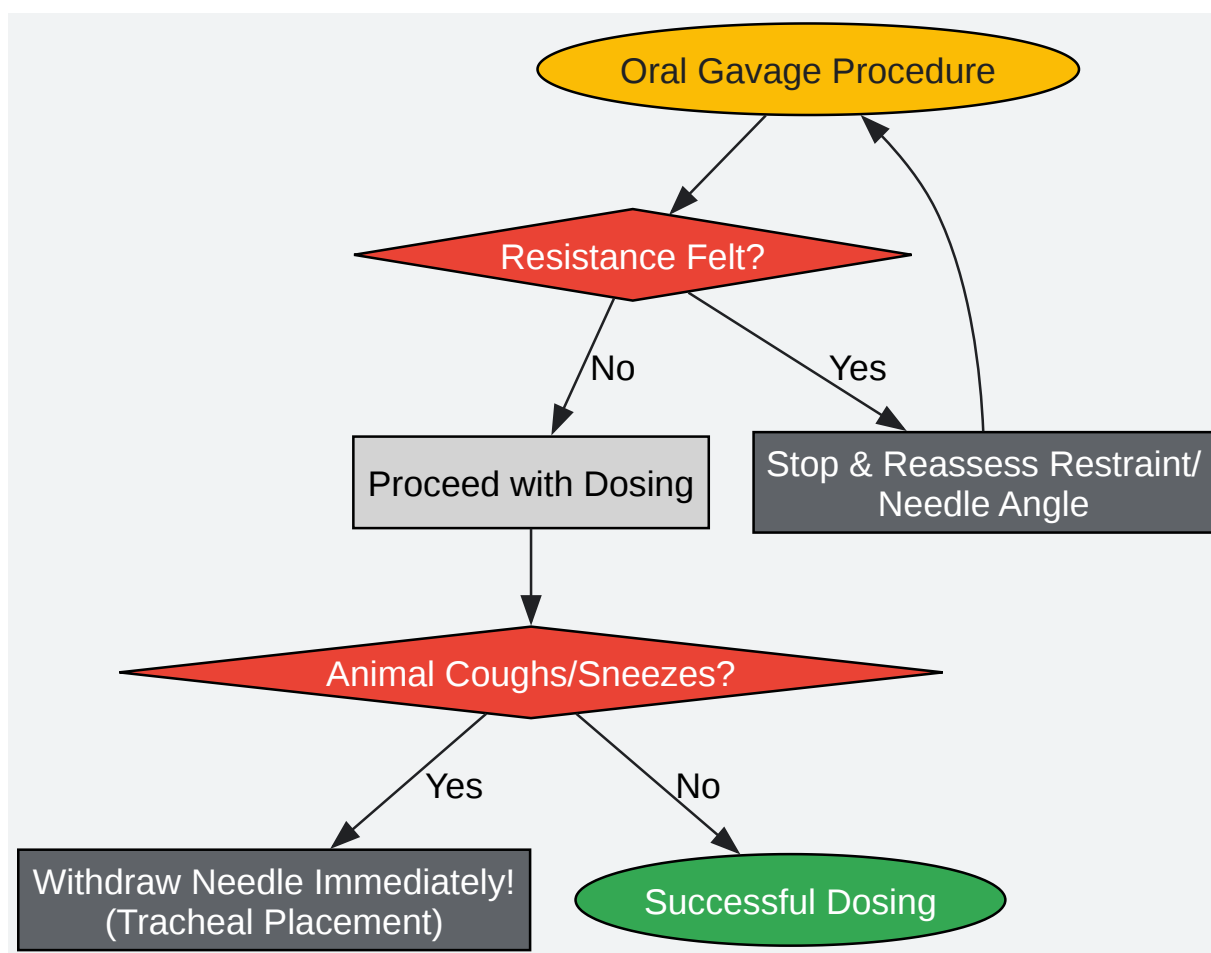 Oral Gavage Procedure
Resistance Felt?
No
Yes
Proceed with Dosing
Stop & Reassess Restraint/
Needle Angle
Animal Coughs/Sneezes?
Yes
No
Withdraw Needle Immediately!
(Tracheal Placement)
Successful Dosing